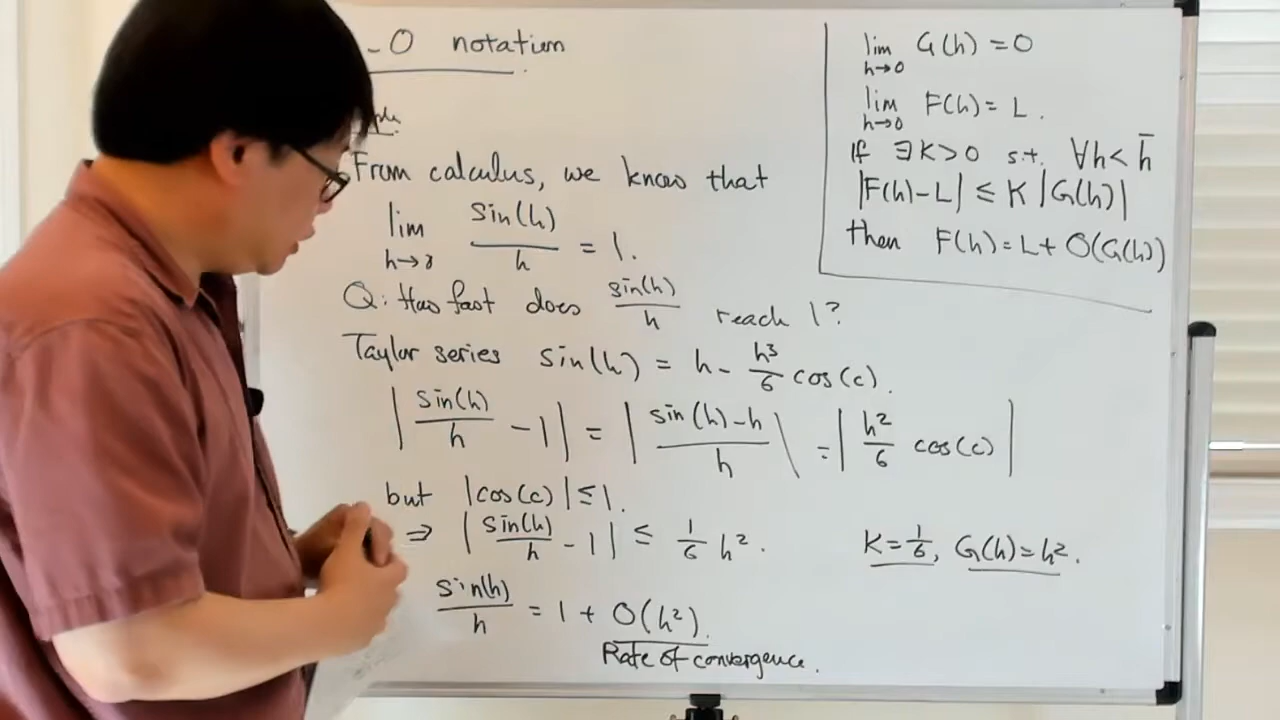 - O notation
From calculus, we know that
lim h→0 sin(h)/h = 1.
Q: How fast does sin(h)/h reach 1?
Taylor series sin(h) = h - h³/6 cos(c).
|sin(h)/h - 1| = |sin(h)-h/h| = |h²/6 cos(c)|
but |cos(c)| ≤ 1.
⇒ |sin(h)/h - 1| ≤ 1/6 h².
K = 1/6, G(h) = h².
sin(h)/h = 1 + O(h²).
Rate of convergence.
lim h→0 G(h) = 0
lim h→0 F(h) = L.
If ∃K>0 s.t. ∀h< h̄
|F(h)-L| ≤ K |G(h)|
then F(h) = L + O(G(h))